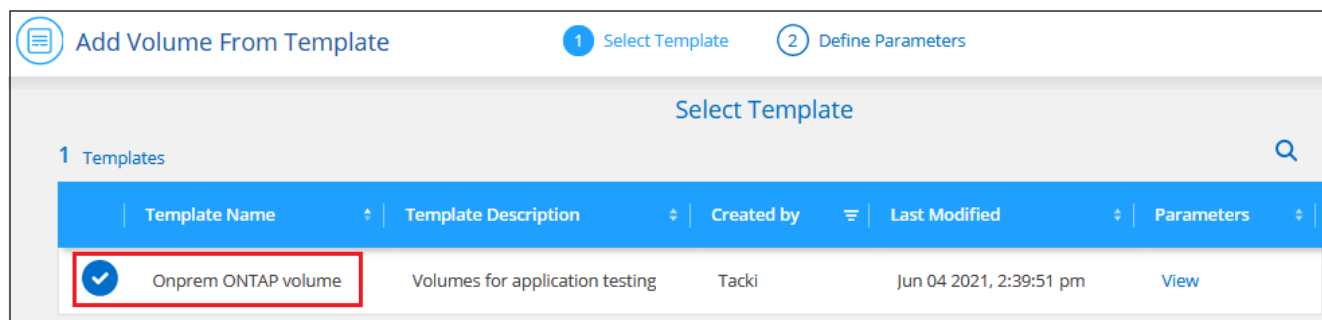 Add Volume From Template 1 Select Template 2 Define Parameters
Select Template
1 Templates
Template Name Template Description Created by Last Modified Parameters
Onprem ONTAP volume Volumes for application testing Tacki Jun 04 2021, 2:39:51 pm View